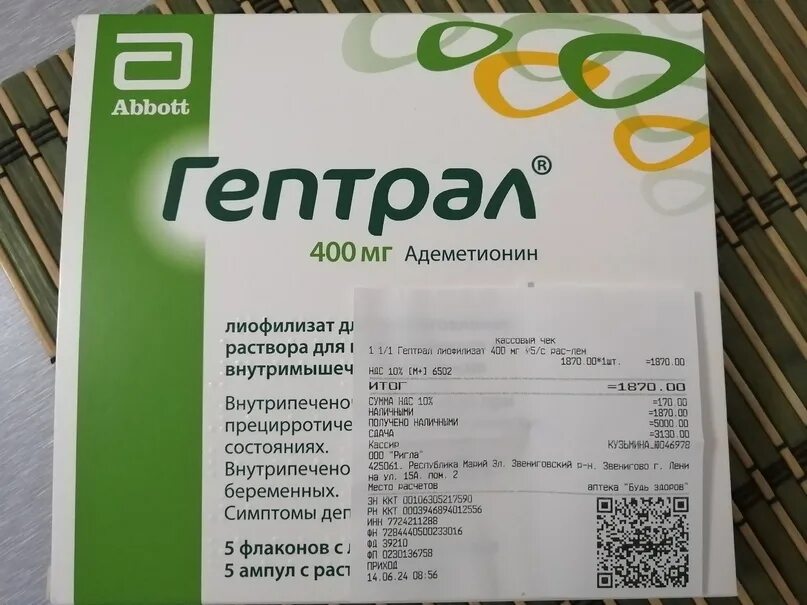 Abbott
Гептрал®
400 мг Адеметионин
лиофилизат д
раствора для
внутримышеч
Внутрипечено
прецирротиче
состояниях.
Внутрипечено
беременных.
Симптомы деп
5 флаконов с л
5 ампул с раст
кассовый чек
1 1/1 Гептрал лиофилизат 400 мг №5/с рас-лем
1870.00*1шт. =1870.00
НДС 10% [М+] 6502
ИТОГ =1870.00
СУММА НДС 10% =170.00
НАЛИЧНЫМИ =1870.00
ПОЛУЧЕНО НАЛИЧНЫМИ =5000.00
СДАЧА =3130.00
Кассир КУЗЬМИНА_№046978
ООО "Ригла"
425061. Республика Марий Эл. Звениговский р-н. Звенигово г. Лени
на ул. 15А. пом. 2
Место расчетов аптека "Будь здоров"
ЗН ККТ 00106305217590
РН ККТ 0003946894012556
ИНН 7724211288
ФН 7284440500233016
ФД 39210
ФП 0230136758
ПРИХОД
14.06.24 08:56